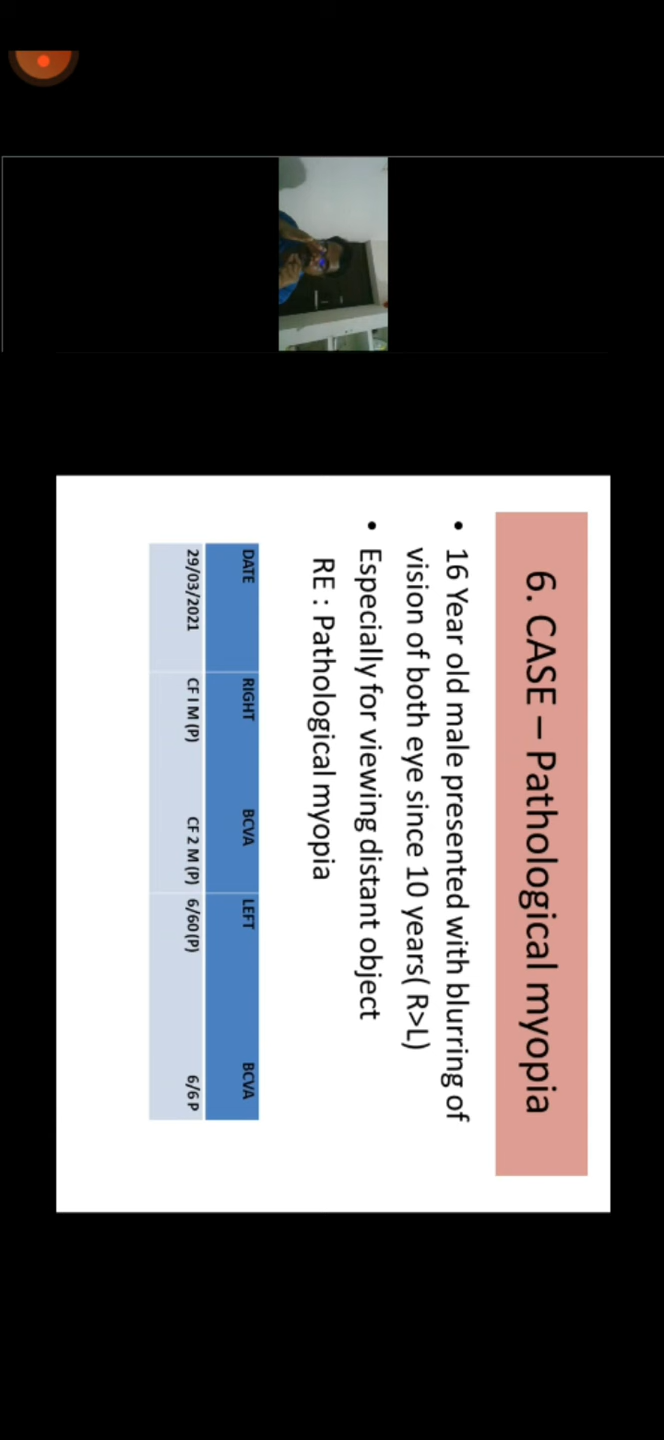 6. CASE – Pathological myopia
• 16 Year old male presented with blurring of
vision of both eye since 10 years( R>L)
• Especially for viewing distant object
RE : Pathological myopia
DATE RIGHT BCVA LEFT BCVA
29/03/2021 CF I M (P) CF 2 M (P) 6/60 (P) 6/6 P